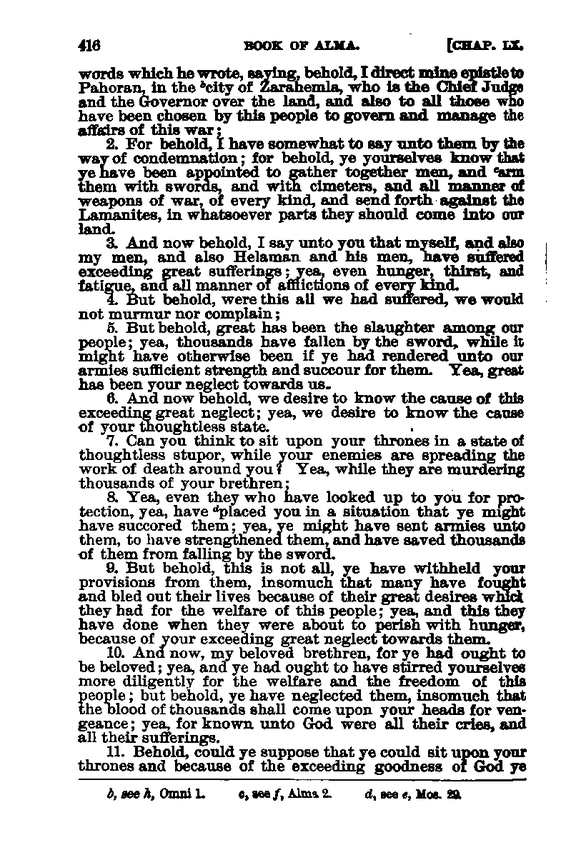 416 BOOK OF ALMA. [CHAP. LX.
words which he wrote, saying, behold, I direct mine epistle to
Pahoran, in the ᵇcity of Zarahemla, who is the Chief Judge
and the Governor over the land, and also to all those who
have been chosen by this people to govern and manage the
affairs of this war;
2. For behold, I have somewhat to say unto them by the
way of condemnation; for behold, ye yourselves know that
ye have been appointed to gather together men, and ᶜarm
them with swords, and with cimeters, and all manner of
weapons of war, of every kind, and send forth against the
Lamanites, in whatsoever parts they should come into our
land.
3. And now behold, I say unto you that myself, and also
my men, and also Helaman and his men, have suffered
exceeding great sufferings; yea, even hunger, thirst, and
fatigue, and all manner of afflictions of every kind.
4. But behold, were this all we had suffered, we would
not murmur nor complain;
5. But behold, great has been the slaughter among our
people; yea, thousands have fallen by the sword, while it
might have otherwise been if ye had rendered unto our
armies sufficient strength and succour for them. Yea, great
has been your neglect towards us.
6. And now behold, we desire to know the cause of this
exceeding great neglect; yea, we desire to know the cause
of your thoughtless state.
7. Can you think to sit upon your thrones in a state of
thoughtless stupor, while your enemies are spreading the
work of death around you? Yea, while they are murdering
thousands of your brethren;
8. Yea, even they who have looked up to you for pro-
tection, yea, have ᵈplaced you in a situation that ye might
have succored them; yea, ye might have sent armies unto
them, to have strengthened them, and have saved thousands
of them from falling by the sword.
9. But behold, this is not all, ye have withheld your
provisions from them, insomuch that many have fought
and bled out their lives because of their great desires which
they had for the welfare of this people; yea, and this they
have done when they were about to perish with hunger,
because of your exceeding great neglect towards them.
10. And now, my beloved brethren, for ye had ought to
be beloved; yea, and ye had ought to have stirred yourselves
more diligently for the welfare and the freedom of this
people; but behold, ye have neglected them, insomuch that
the blood of thousands shall come upon your heads for ven-
geance; yea, for known unto God were all their cries, and
all their sufferings.
11. Behold, could ye suppose that ye could sit upon your
thrones and because of the exceeding goodness of God ye
b, see h, Omni 1. c, see f, Alma 2. d, see e, Mos. 29.